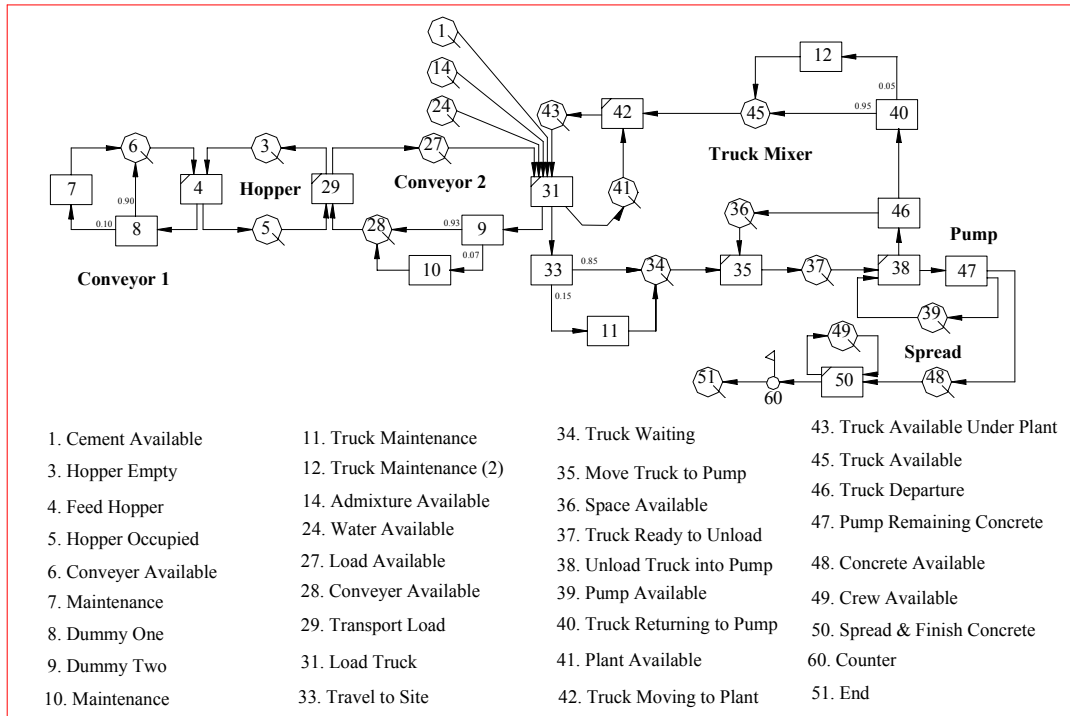 1
14
24
43
42
45
12
0.05
0.95
40
Truck Mixer
6
3
27
7
0.90
4
Hopper
29
Conveyor 2
31
41
0.10
8
5
28
0.93
9
0.07
10
Conveyor 1
36
46
Pump
33
0.85
34
35
37
38
47
0.15
11
39
49
Spread
51
60
50
48
1. Cement Available
3. Hopper Empty
4. Feed Hopper
5. Hopper Occupied
6. Conveyer Available
7. Maintenance
8. Dummy One
9. Dummy Two
10. Maintenance
11. Truck Maintenance
12. Truck Maintenance (2)
14. Admixture Available
24. Water Available
27. Load Available
28. Conveyer Available
29. Transport Load
31. Load Truck
33. Travel to Site
34. Truck Waiting
35. Move Truck to Pump
36. Space Available
37. Truck Ready to Unload
38. Unload Truck into Pump
39. Pump Available
40. Truck Returning to Pump
41. Plant Available
42. Truck Moving to Plant
43. Truck Available Under Plant
45. Truck Available
46. Truck Departure
47. Pump Remaining Concrete
48. Concrete Available
49. Crew Available
50. Spread & Finish Concrete
60. Counter
51. End